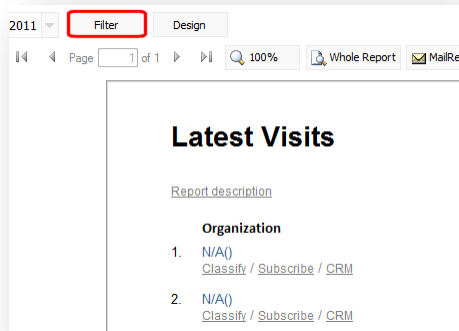 2011 Filter Design
Page 1 of 1 100% Whole Report MailRe
Latest Visits
Report description
Organization
1. N/A()
Classify / Subscribe / CRM
2. N/A()
Classify / Subscribe / CRM